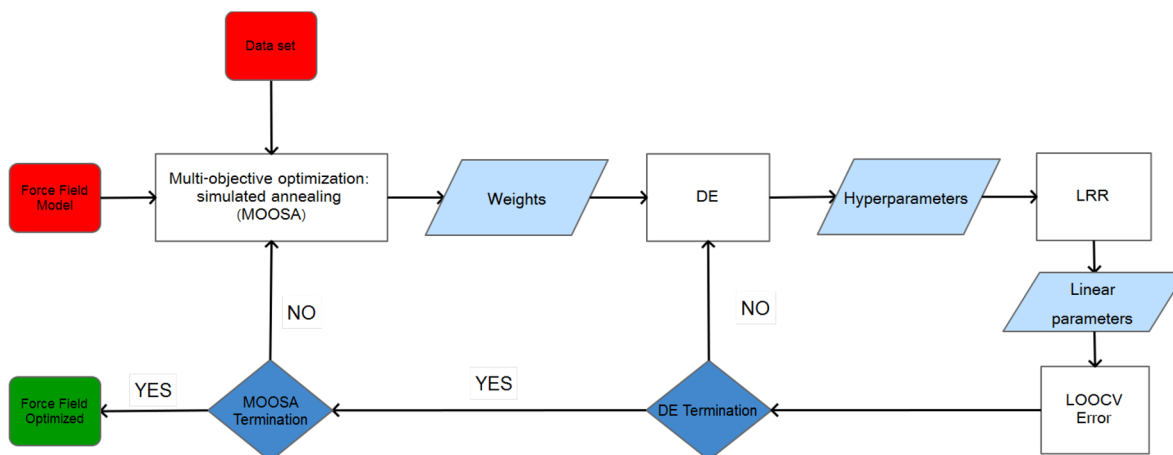 Data set
Force Field
Model
Multi-objective optimization:
simulated annealing
(MOOSA)
Weights
DE
Hyperparameters
LRR
Linear
parameters
NO
NO
Force Field
Optimized
YES
MOOSA
Termination
YES
DE Termination
LOOCV
Error